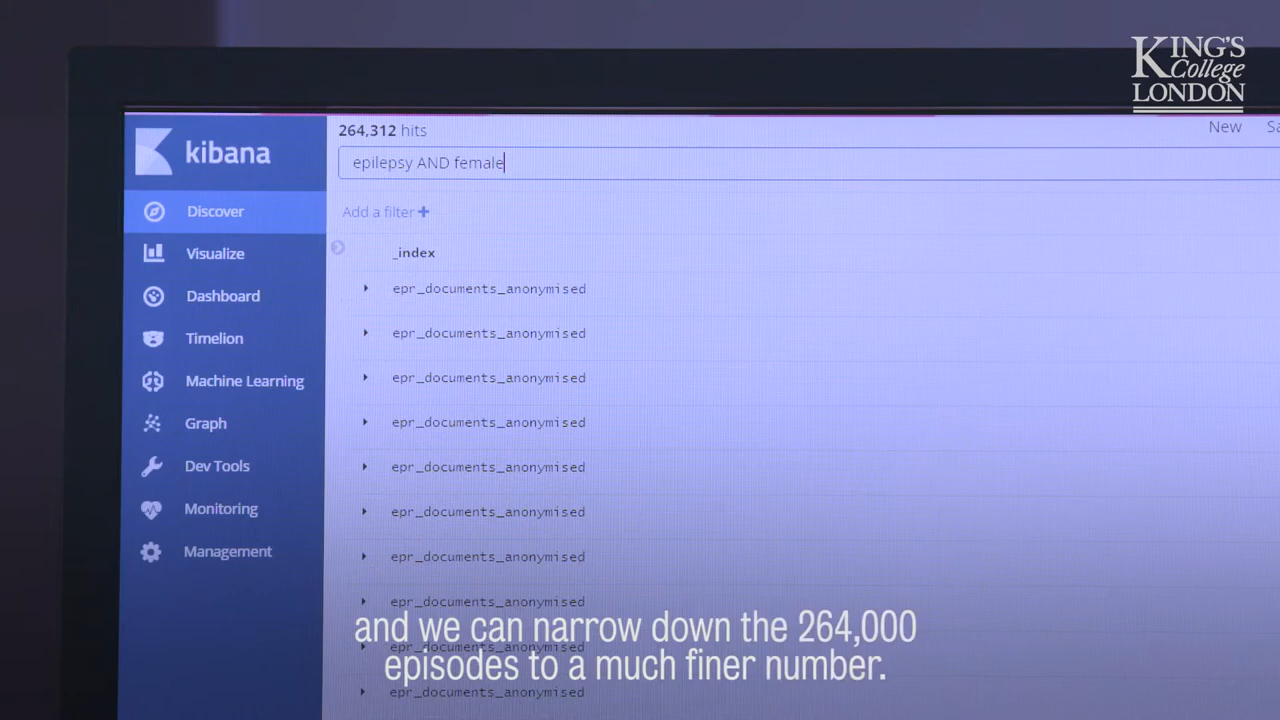 KING'S
College
LONDON
kibana
264,312 hits
New
epilepsy AND female
Discover
Add a filter +
Visualize
_index
epr_documents_anonymised
Dashboard
epr_documents_anonymised
Timelion
epr_documents_anonymised
Machine Learning
epr_documents_anonymised
Graph
epr_documents_anonymised
Dev Tools
epr_documents_anonymised
Monitoring
epr_documents_anonymised
Management
epr_documents_anonymised
epr_documents_anonymised
epr_documents_anonymised
and we can narrow down the 264,000
episodes to a much finer number.